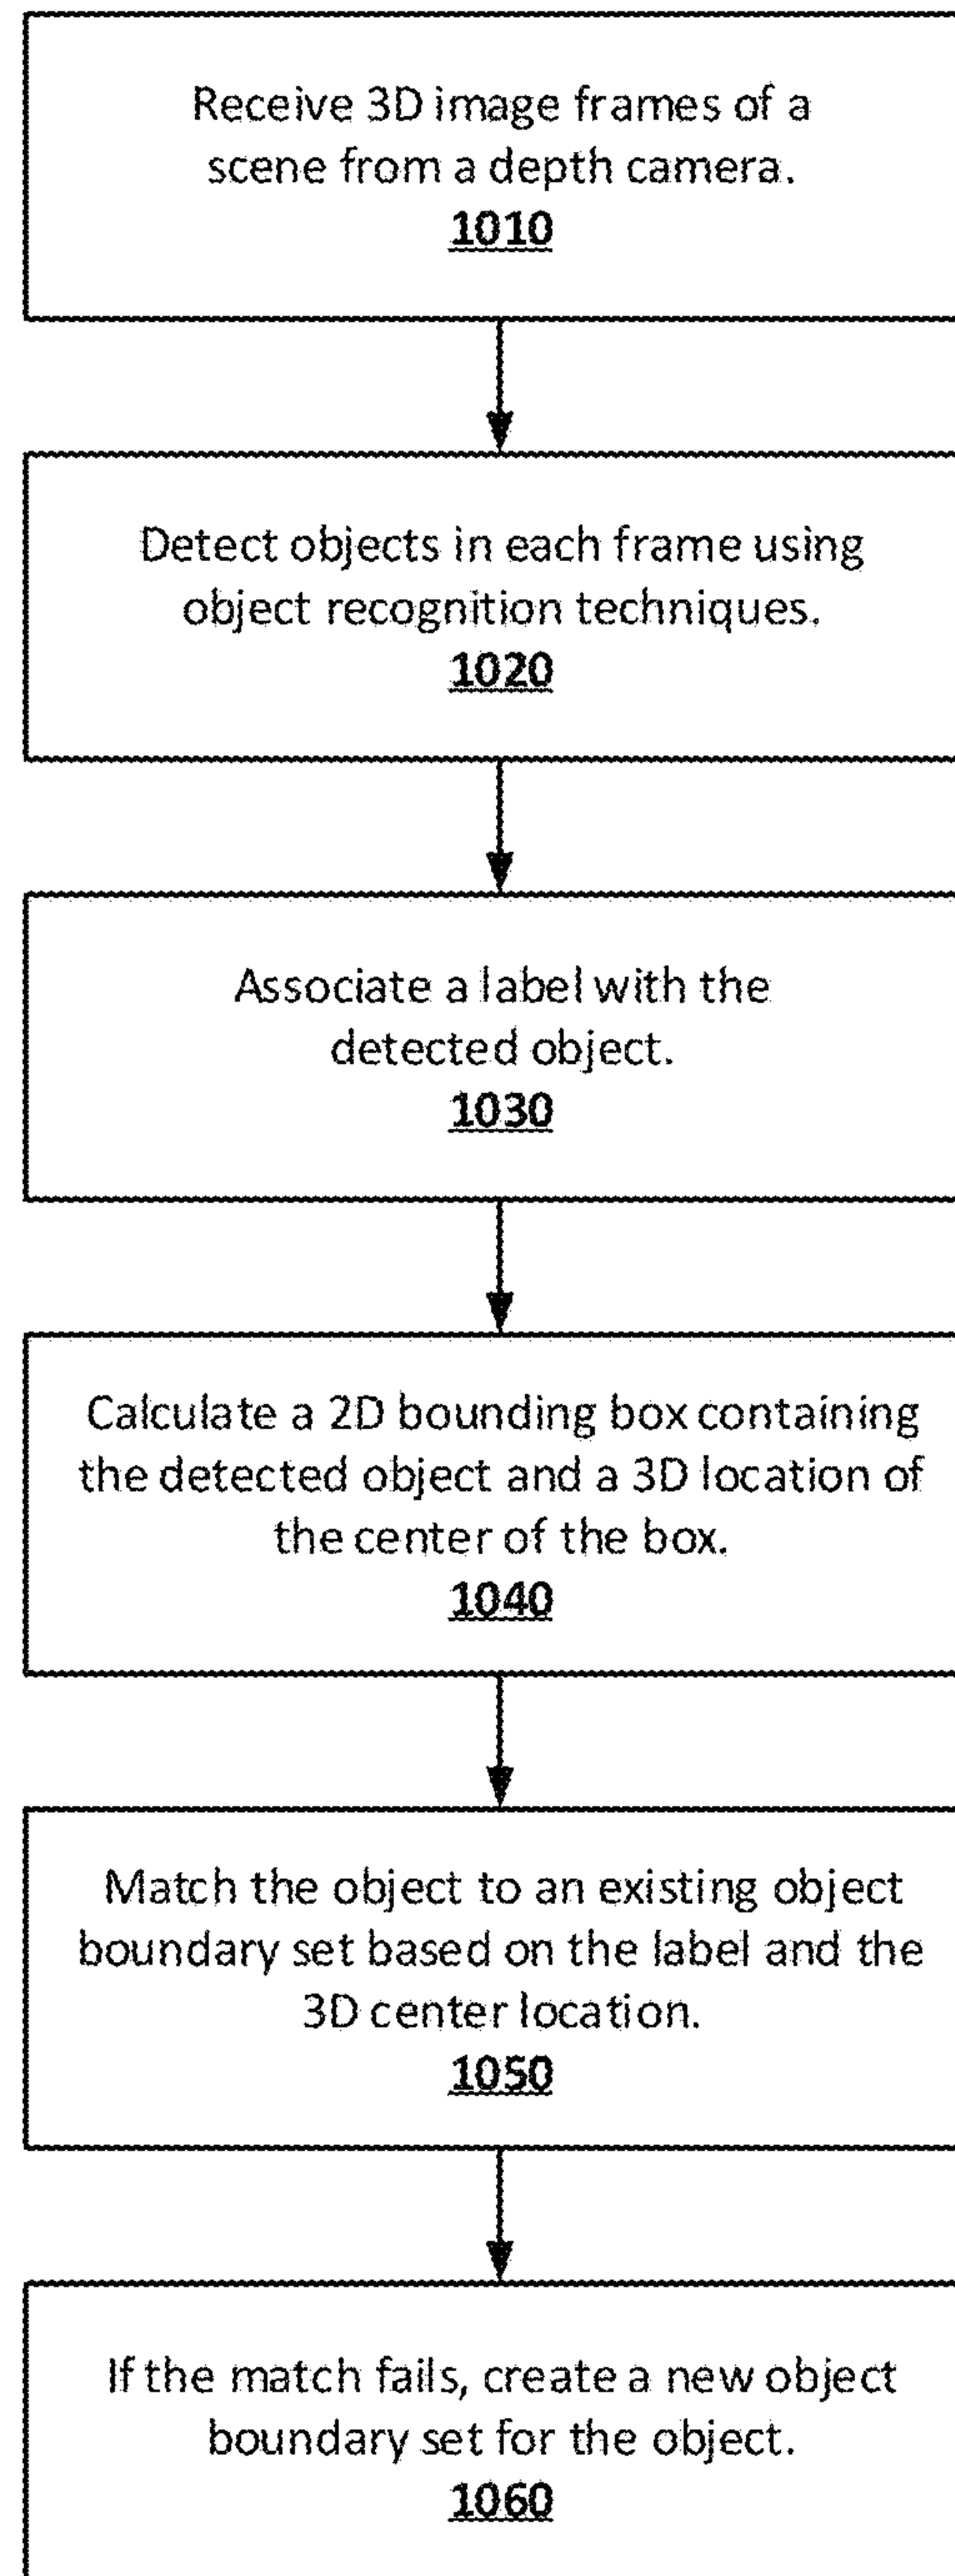 Receive 3D image frames of a
scene from a depth camera.
1010
Detect objects in each frame using
object recognition techniques.
1020
Associate a label with the
detected object.
1030
Calculate a 2D bounding box containing
the detected object and a 3D location of
the center of the box.
1040
Match the object to an existing object
boundary set based on the label and the
3D center location.
1050
If the match fails, create a new object
boundary set for the object.
1060